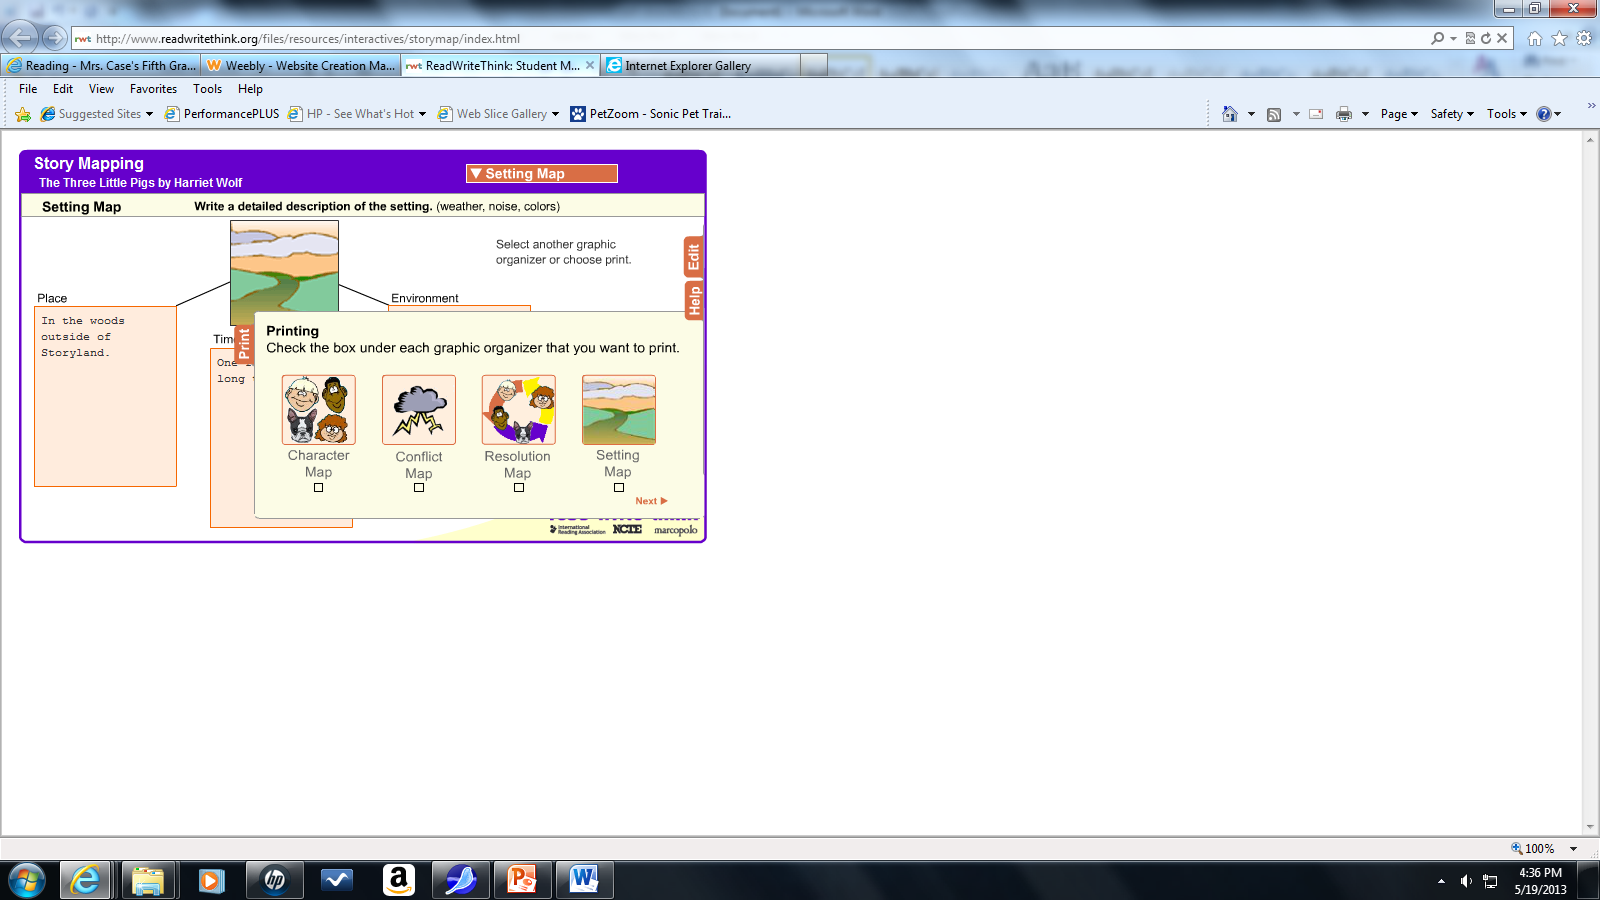 http://www.readwritethink.org/files/resources/interactives/storymap/index.html
Reading - Mrs. Case's Fifth Gra...
Weebly - Website Creation Ma...
rwt ReadWriteThink: Student M...
Internet Explorer Gallery
File Edit View Favorites Tools Help
Suggested Sites
PerformancePLUS
HP - See What's Hot
Web Slice Gallery
PetZoom - Sonic Pet Trai...
Page Safety Tools
Story Mapping
The Three Little Pigs by Harriet Wolf
Setting Map
Setting Map
Write a detailed description of the setting. (weather, noise, colors)
Select another graphic
organizer or choose print.
Edit
Help
Place
In the woods
outside of
Storyland.
Environment
Print
Printing
Check the box under each graphic organizer that you want to print.
Character
Map
Conflict
Map
Resolution
Map
Setting
Map
Next
International
Reading Association
NCTE
marcopolo
100%
4:36 PM
5/19/2013